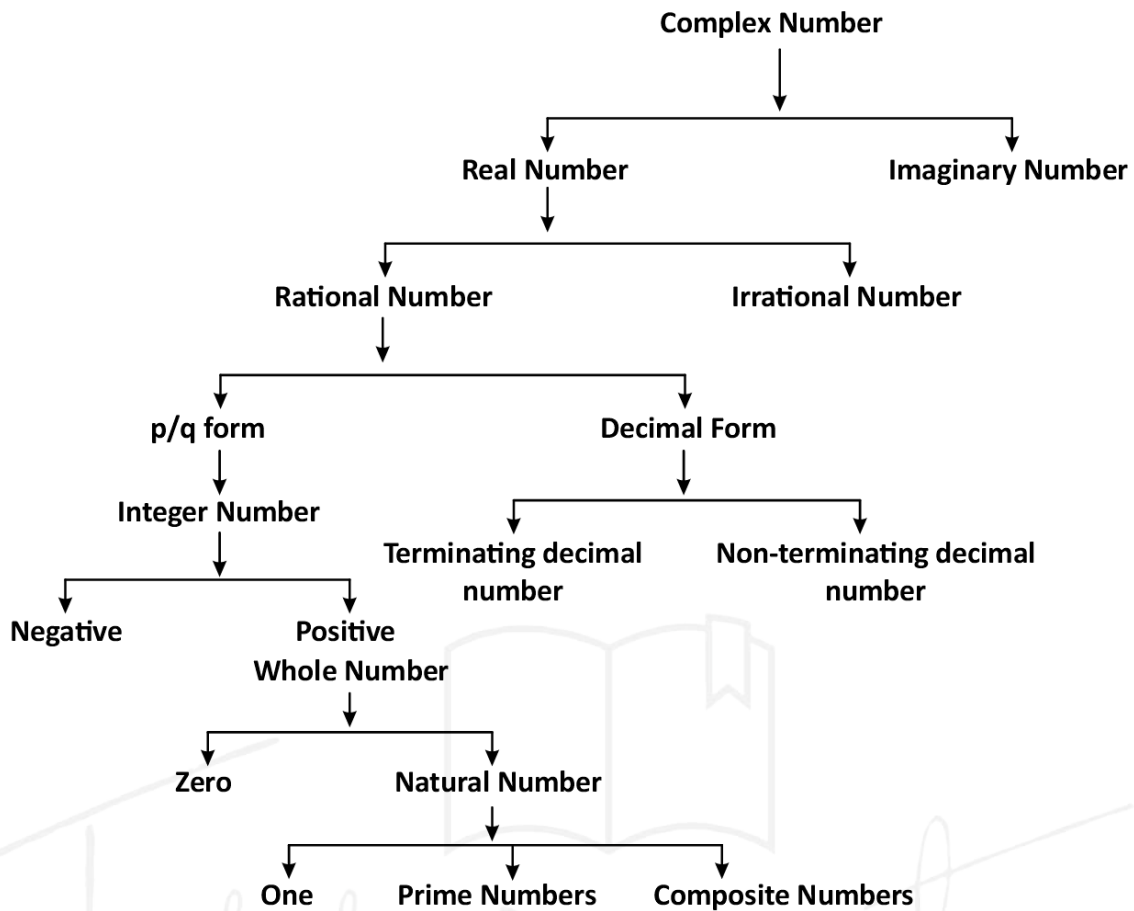 Complex Number
Real Number
Imaginary Number
Rational Number
Irrational Number
p/q form
Decimal Form
Integer Number
Terminating decimal
number
Non-terminating decimal
number
Negative
Positive
Whole Number
Zero
Natural Number
One
Prime Numbers
Composite Numbers